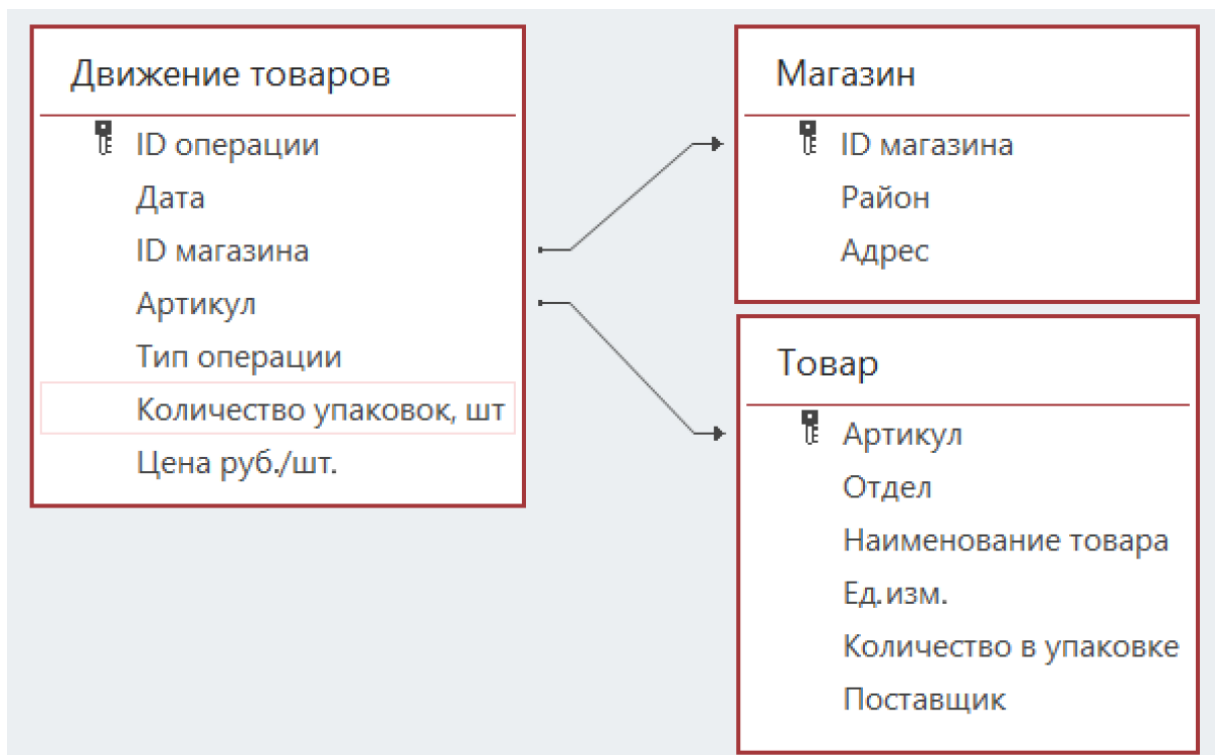 Движение товаров
ID операции
Дата
ID магазина
Артикул
Тип операции
Количество упаковок, шт
Цена руб./шт.
Магазин
ID магазина
Район
Адрес
Товар
Артикул
Отдел
Наименование товара
Ед.изм.
Количество в упаковке
Поставщик